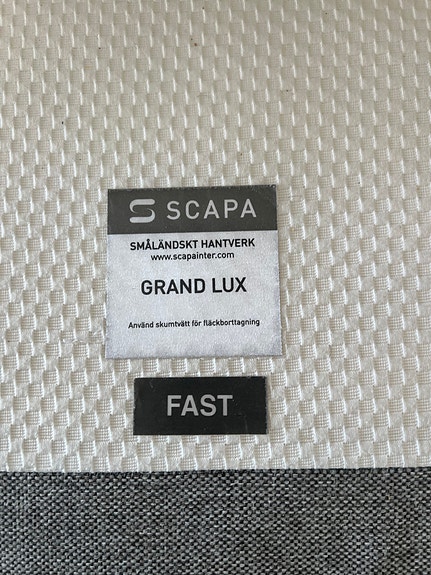 SCAPA
SMÅLÄNDSKT HANTVERK
www.scapainter.com
GRAND LUX
Använd skumtvätt för fläckborttagning
FAST